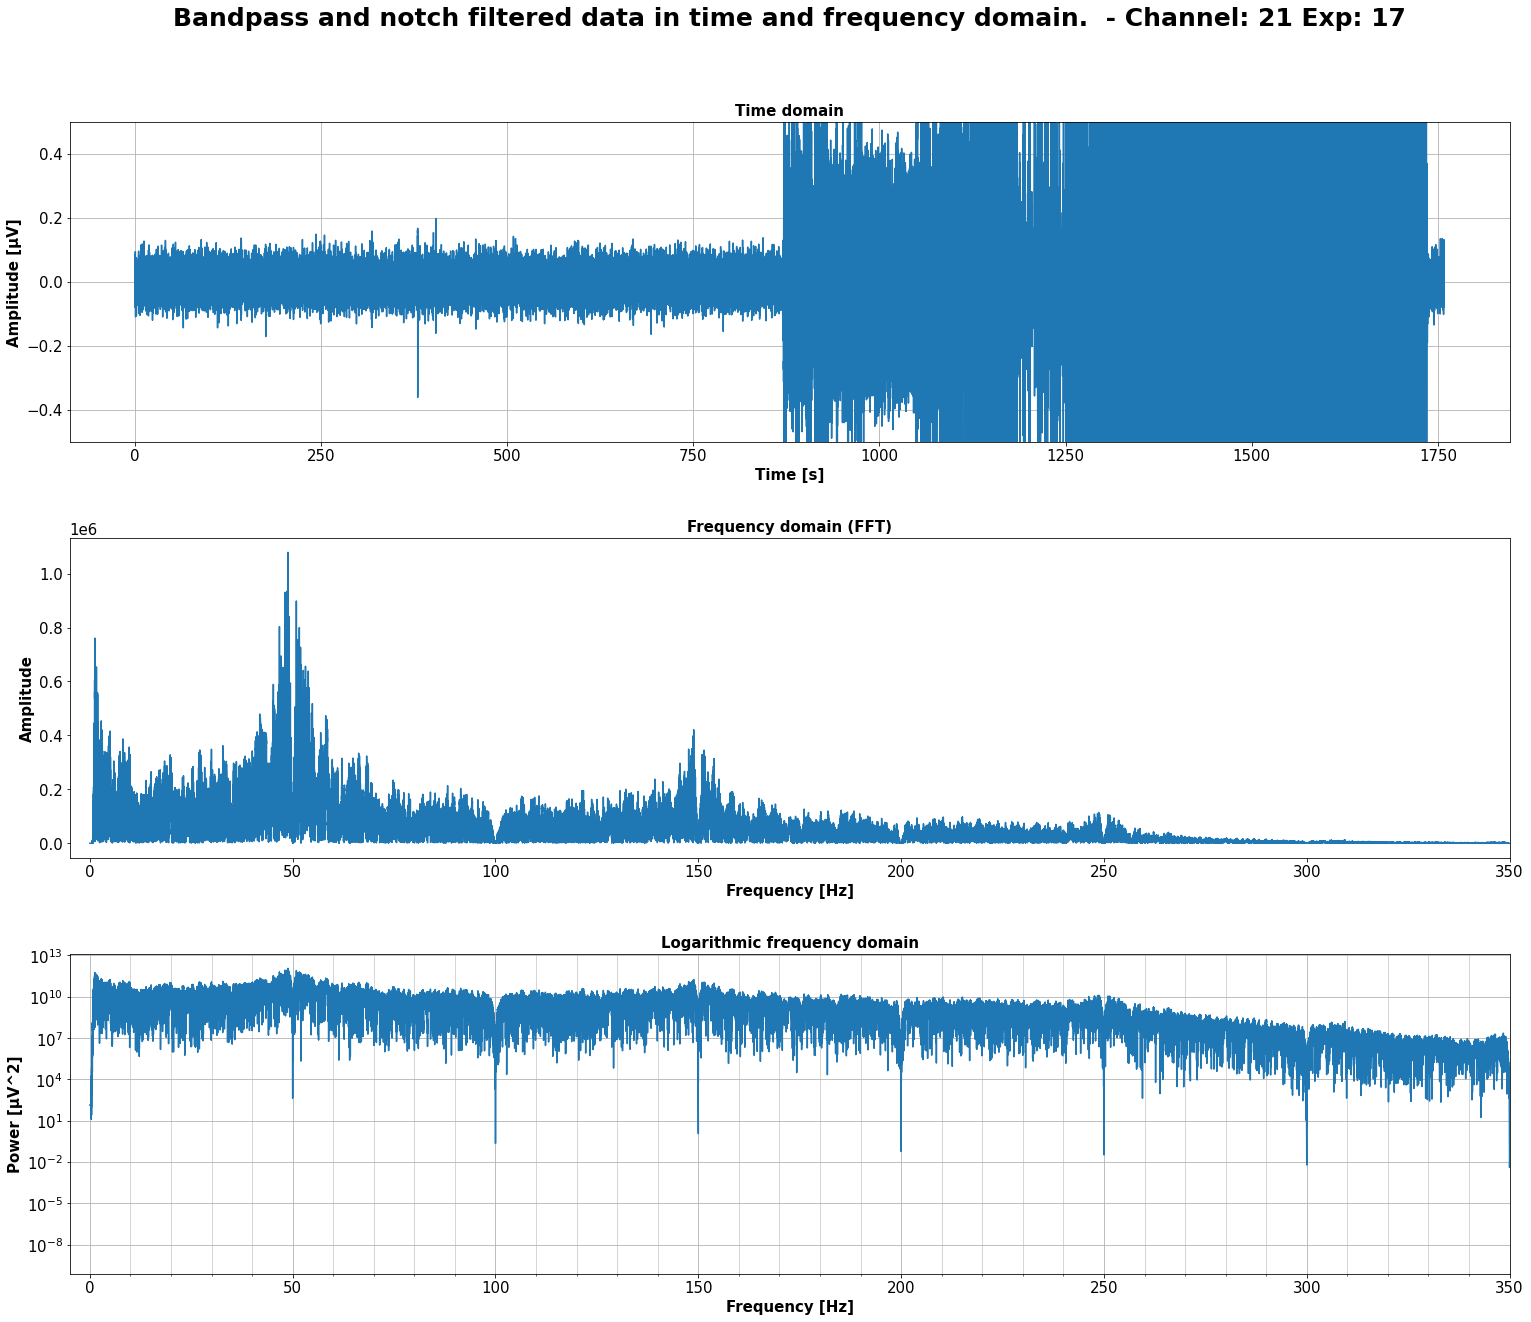 Bandpass and notch filtered data in time and frequency domain.  - Channel: 21 Exp: 17
Time domain
Amplitude [µV]
0.4
0.2
0.0
−0.2
−0.4
0 250 500 750 1000 1250 1500 1750
Time [s]
Frequency domain (FFT)
1e6
Amplitude
1.0
0.8
0.6
0.4
0.2
0.0
0 50 100 150 200 250 300 350
Frequency [Hz]
Logarithmic frequency domain
Power [µV^2]
10^13
10^10
10^7
10^4
10^1
10^−2
10^−5
10^−8
0 50 100 150 200 250 300 350
Frequency [Hz]